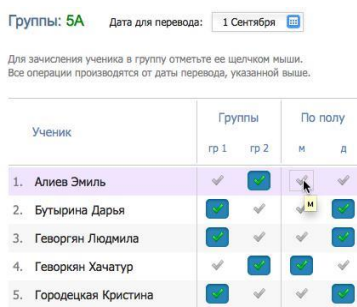 Группы: 5А Дата для перевода: 1 Сентября
Для зачисления ученика в группу отметьте ее щелчком мыши.
Все операции производятся от даты перевода, указанной выше.
Ученик Группы По полу
гр 1 гр 2 м д
1. Алиев Эмиль
м
2. Бутырина Дарья
3. Геворгян Людмила
4. Геворкян Хачатур
5. Городецкая Кристина